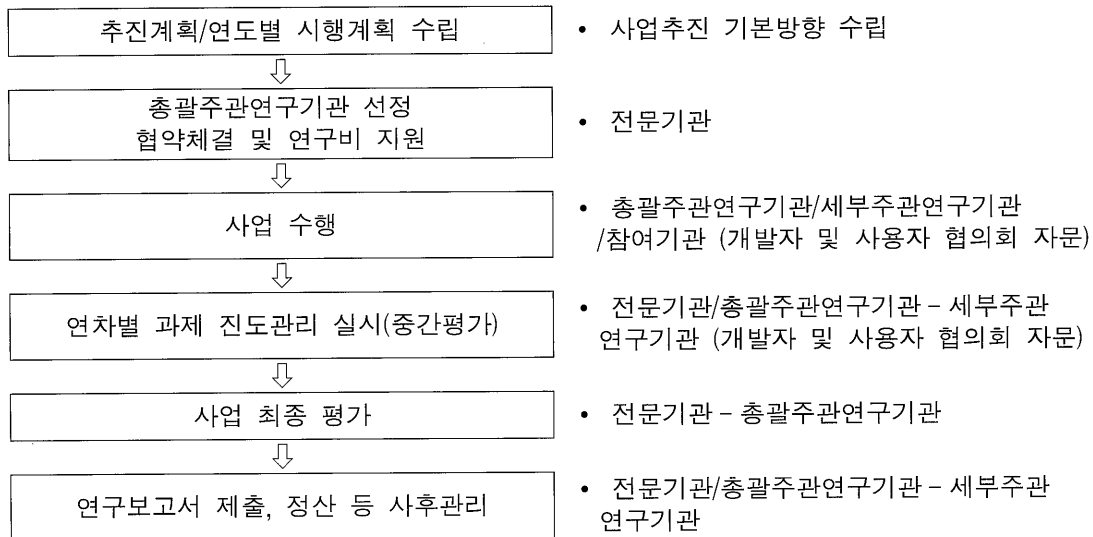 추진계획/연도별 시행계획 수립
• 사업추진 기본방향 수립
총괄주관연구기관 선정
협약체결 및 연구비 지원
• 전문기관
사업 수행
• 총괄주관연구기관/세부주관연구기관
/참여기관 (개발자 및 사용자 협의회 자문)
연차별 과제 진도관리 실시(중간평가)
• 전문기관/총괄주관연구기관 – 세부주관
연구기관 (개발자 및 사용자 협의회 자문)
사업 최종 평가
• 전문기관 – 총괄주관연구기관
연구보고서 제출, 정산 등 사후관리
• 전문기관/총괄주관연구기관 – 세부주관
연구기관